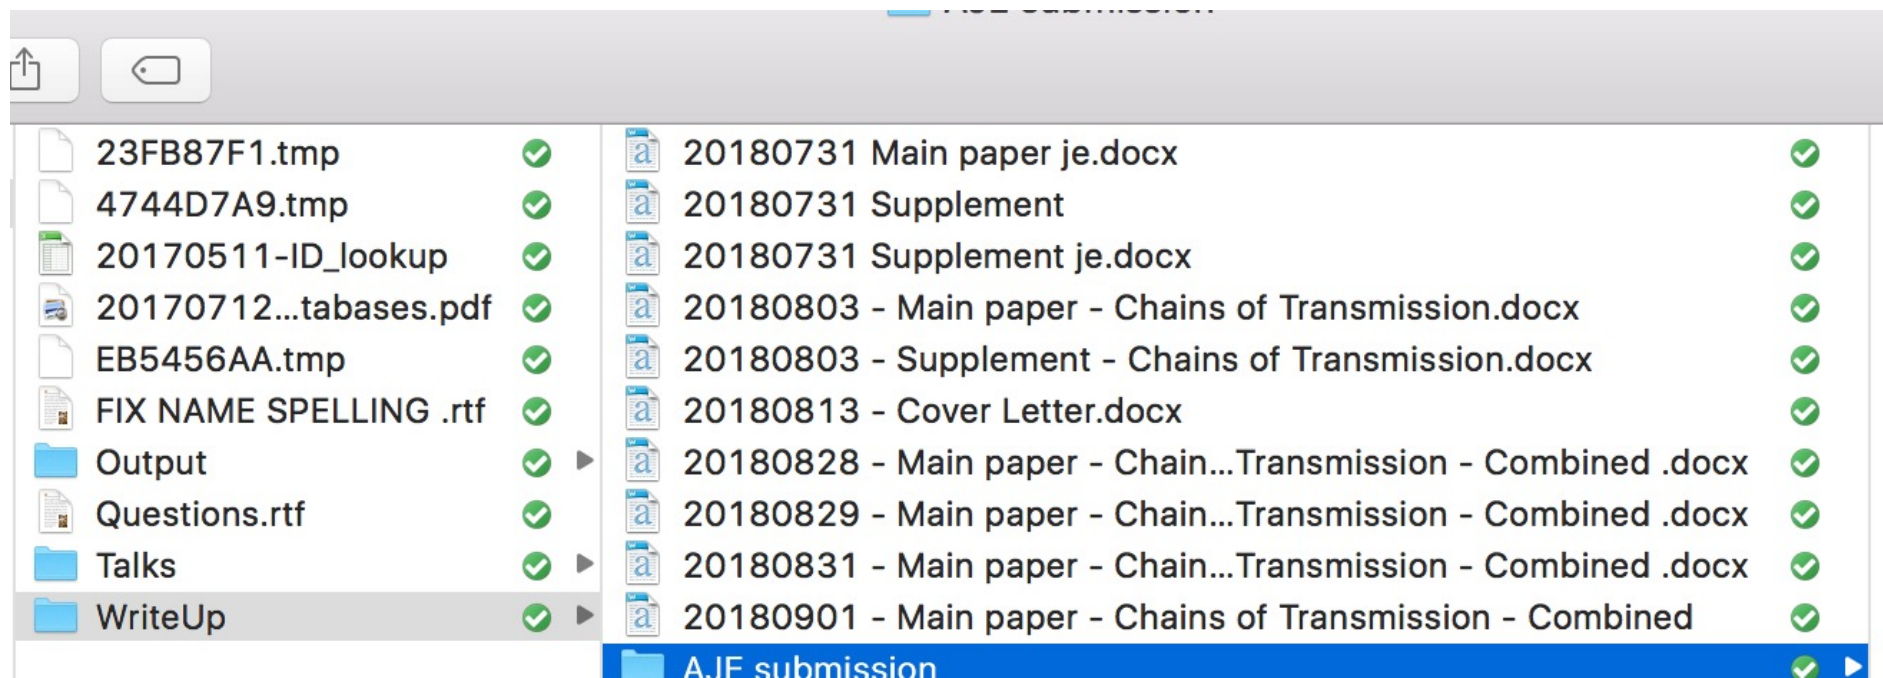 23FB87F1.tmp
4744D7A9.tmp
20170511-ID_lookup
20170712...tabases.pdf
EB5456AA.tmp
FIX NAME SPELLING .rtf
Output
Questions.rtf
Talks
WriteUp
20180731 Main paper je.docx
20180731 Supplement
20180731 Supplement je.docx
20180803 - Main paper - Chains of Transmission.docx
20180803 - Supplement - Chains of Transmission.docx
20180813 - Cover Letter.docx
20180828 - Main paper - Chain...Transmission - Combined .docx
20180829 - Main paper - Chain...Transmission - Combined .docx
20180831 - Main paper - Chain...Transmission - Combined .docx
20180901 - Main paper - Chains of Transmission - Combined
AJE submission